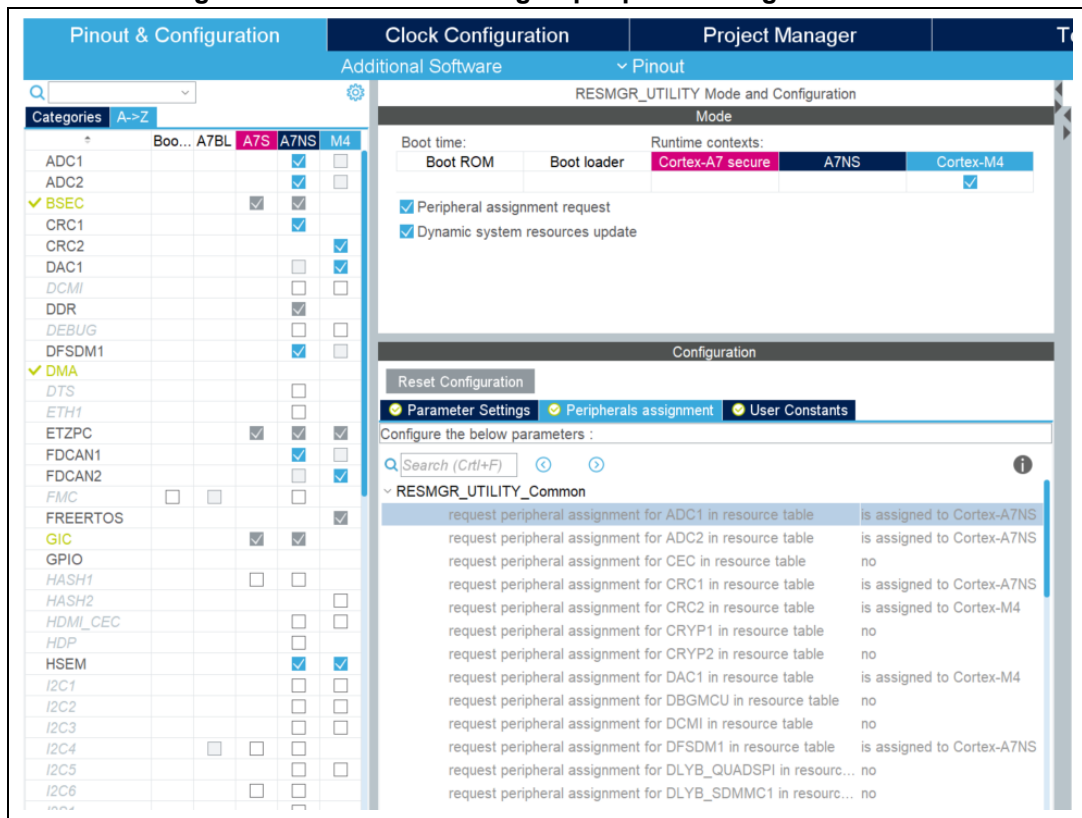 Pinout & Configuration
Clock Configuration
Project Manager
Additional Software
Pinout
Categories A->Z
Boo... A7BL A7S A7NS M4
ADC1
ADC2
BSEC
CRC1
CRC2
DAC1
DCMI
DDR
DEBUG
DFSDM1
DMA
DTS
ETH1
ETZPC
FDCAN1
FDCAN2
FMC
FREERTOS
GIC
GPIO
HASH1
HASH2
HDMI_CEC
HDP
HSEM
I2C1
I2C2
I2C3
I2C4
I2C5
I2C6
RESMGR_UTILITY Mode and Configuration
Mode
Boot time: Runtime contexts:
Boot ROM Boot loader Cortex-A7 secure A7NS Cortex-M4
Peripheral assignment request
Dynamic system resources update
Configuration
Reset Configuration
Parameter Settings Peripherals assignment User Constants
Configure the below parameters :
Search (Crtl+F)
RESMGR_UTILITY_Common
request peripheral assignment for ADC1 in resource table is assigned to Cortex-A7NS
request peripheral assignment for ADC2 in resource table is assigned to Cortex-A7NS
request peripheral assignment for CEC in resource table no
request peripheral assignment for CRC1 in resource table is assigned to Cortex-A7NS
request peripheral assignment for CRC2 in resource table is assigned to Cortex-M4
request peripheral assignment for CRYP1 in resource table no
request peripheral assignment for CRYP2 in resource table no
request peripheral assignment for DAC1 in resource table is assigned to Cortex-M4
request peripheral assignment for DBGMCU in resource table no
request peripheral assignment for DCMI in resource table no
request peripheral assignment for DFSDM1 in resource table is assigned to Cortex-A7NS
request peripheral assignment for DLYB_QUADSPI in resourc... no
request peripheral assignment for DLYB_SDMMC1 in resourc... no